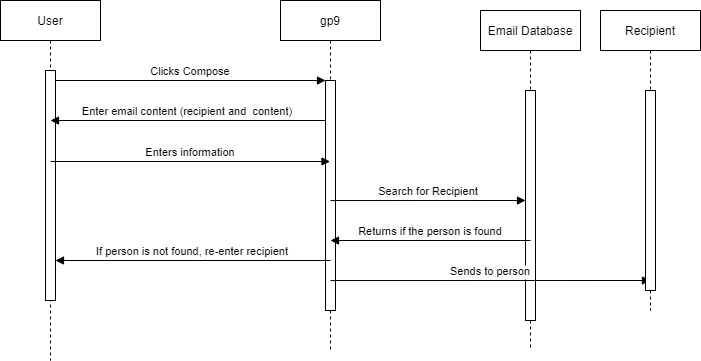 User
gp9
Email Database
Recipient
Clicks Compose
Enter email content (recipient and content)
Enters information
Search for Recipient
Returns if the person is found
If person is not found, re-enter recipient
Sends to person